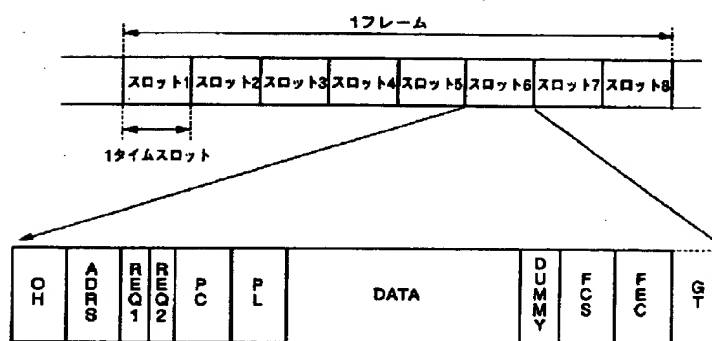 1フレーム
スロット1 スロット2 スロット3 スロット4 スロット5 スロット6 スロット7 スロット8
1タイムスロット
OH ADRS REQ1 REQ2 PC PL DATA DUMMY FCS FEC GT